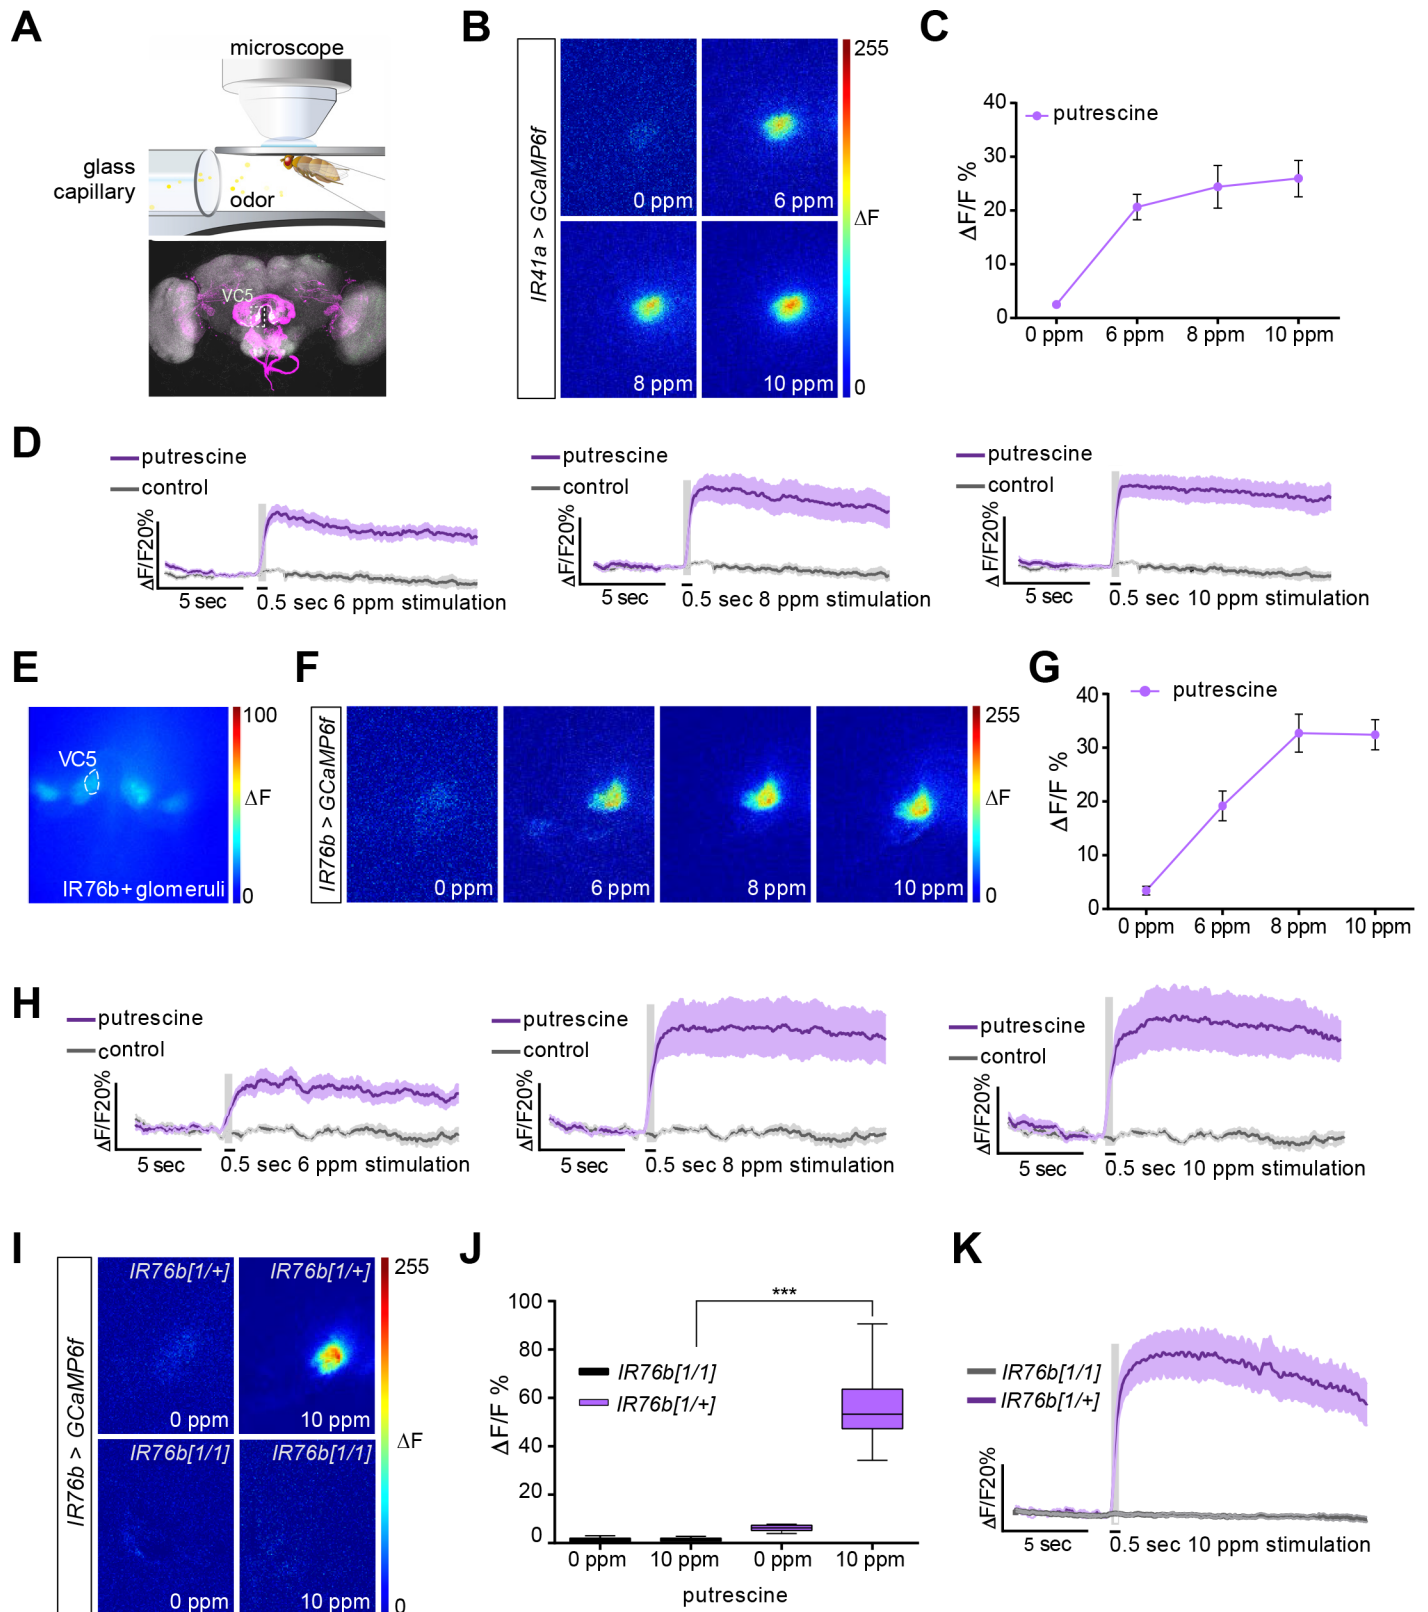 A
microscope
glass
capillary
odor
VC5
B
IR41a > GCaMP6f
0 ppm
6 ppm
8 ppm
10 ppm
255
ΔF
0
C
40
30
20
10
0
ΔF/F %
putrescine
0 ppm
6 ppm
8 ppm
10 ppm
D
putrescine
control
ΔF/F20%
5 sec
0.5 sec 6 ppm stimulation
putrescine
control
ΔF/F20%
5 sec
0.5 sec 8 ppm stimulation
putrescine
control
ΔF/F20%
5 sec
0.5 sec 10 ppm stimulation
E
VC5
IR76b+ glomeruli
100
ΔF
0
F
IR76b > GCaMP6f
0 ppm
6 ppm
8 ppm
10 ppm
255
ΔF
0
G
putrescine
40
30
20
10
0
ΔF/F %
0 ppm
6 ppm
8 ppm
10 ppm
H
putrescine
control
ΔF/F20%
5 sec
0.5 sec 6 ppm stimulation
putrescine
control
ΔF/F20%
5 sec
0.5 sec 8 ppm stimulation
putrescine
control
ΔF/F20%
5 sec
0.5 sec 10 ppm stimulation
I
IR76b > GCaMP6f
IR76b[1/+]
0 ppm
IR76b[1/+]
10 ppm
IR76b[1/1]
0 ppm
IR76b[1/1]
10 ppm
255
ΔF
0
J
***
100
80
60
40
20
0
ΔF/F %
IR76b[1/1]
IR76b[1/+]
0 ppm
10 ppm
0 ppm
10 ppm
putrescine
K
IR76b[1/1]
IR76b[1/+]
ΔF/F20%
5 sec
0.5 sec 10 ppm stimulation